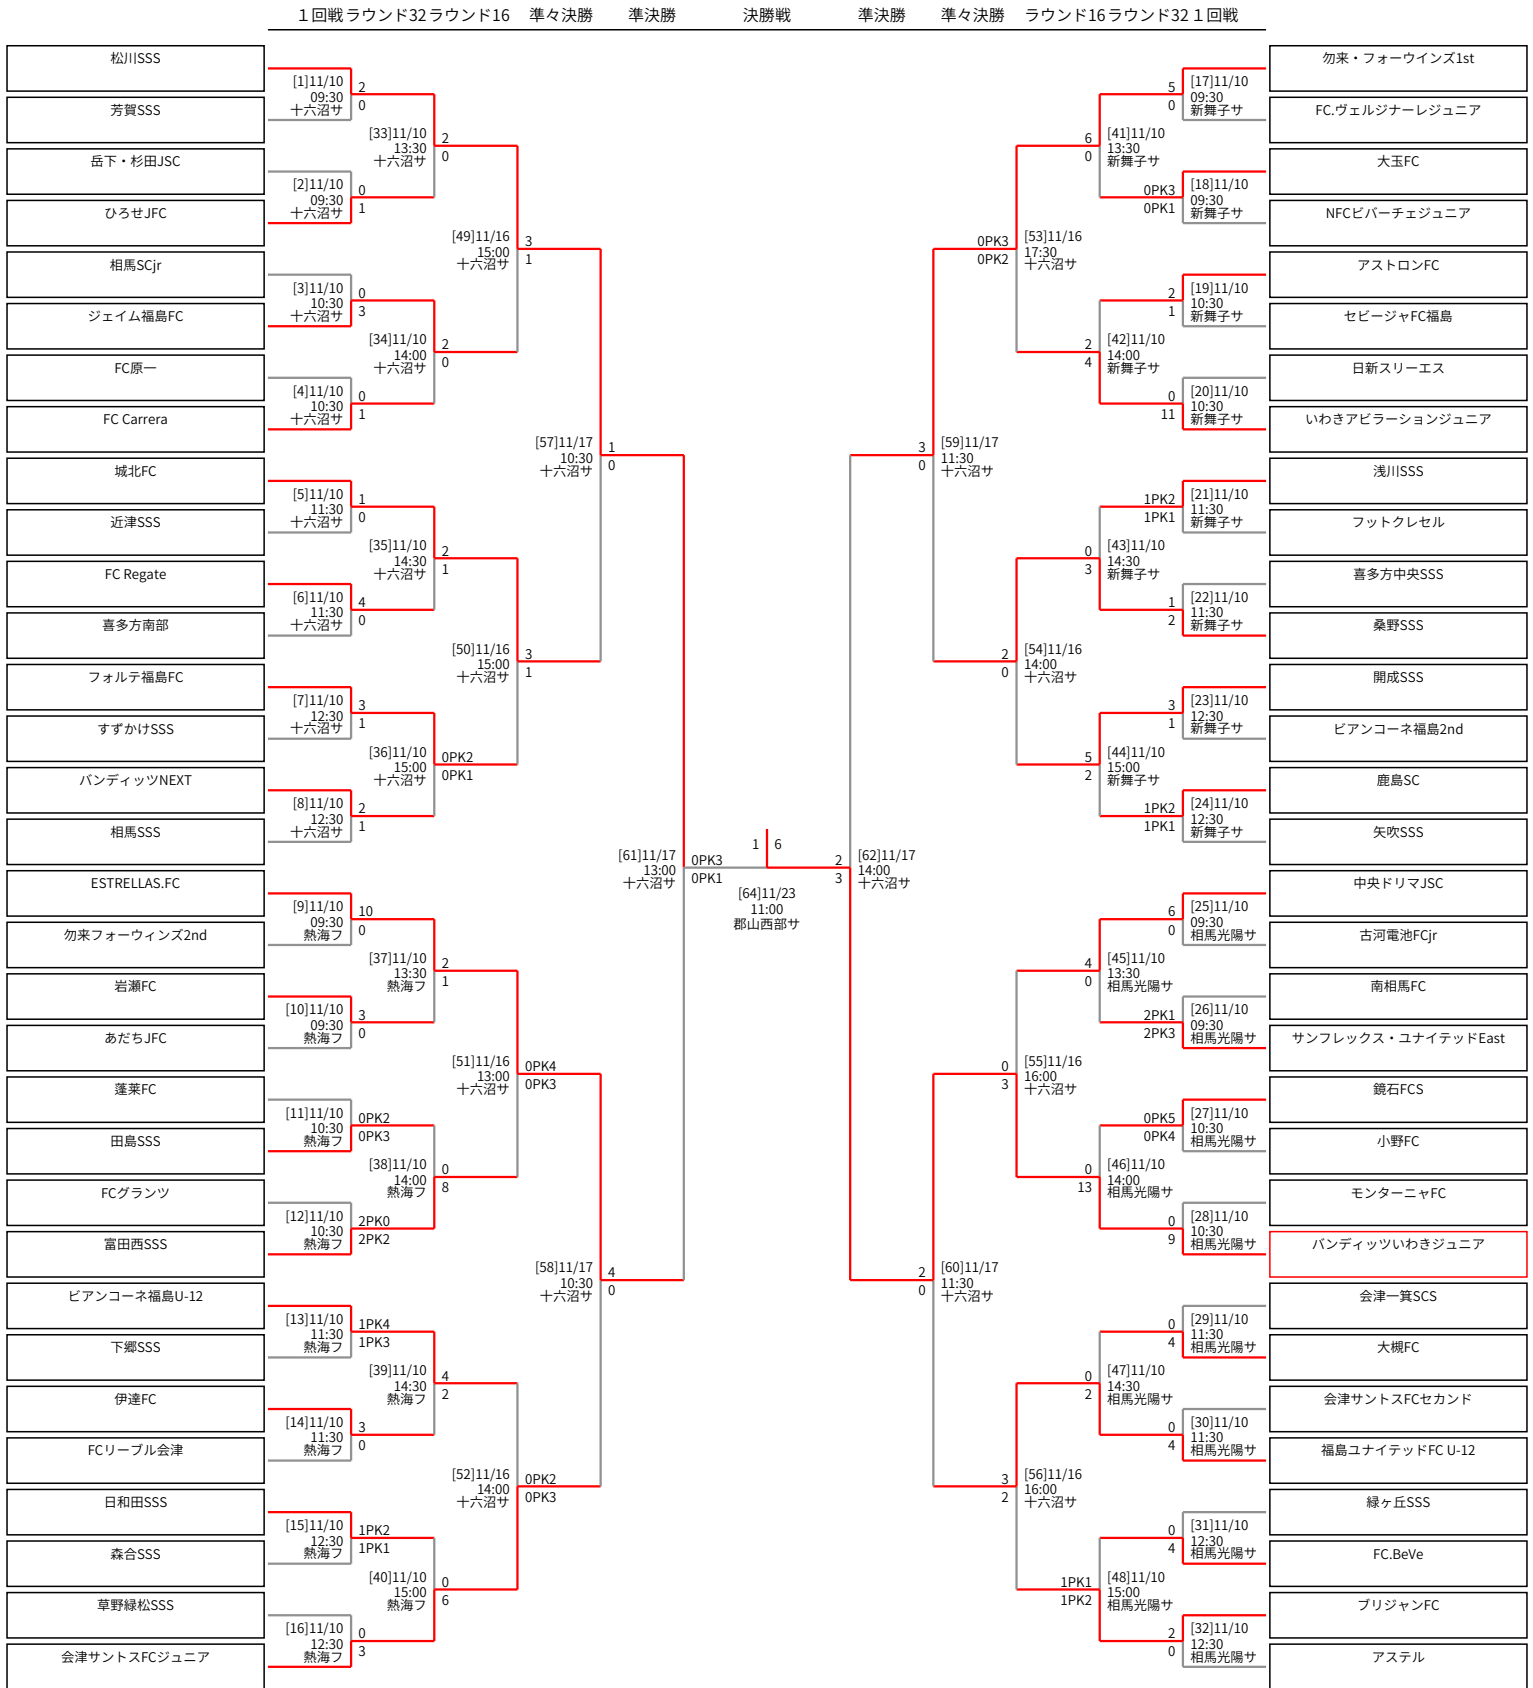 １回戦 ラウンド32 ラウンド16 準々決勝 準決勝 決勝戦 準決勝 準々決勝 ラウンド16 ラウンド32 １回戦
松川SSS
芳賀SSS
岳下・杉田JSC
ひろせJFC
相馬SCjr
ジェイム福島FC
FC原一
FC Carrera
城北FC
近津SSS
FC Regate
喜多方南部
フォルテ福島FC
すずかけSSS
バンディッツNEXT
相馬SSS
ESTRELLAS.FC
勿来フォーウィンズ2nd
岩瀬FC
あだちJFC
蓬莱FC
田島SSS
FCグランツ
富田西SSS
ビアンコーネ福島U-12
下郷SSS
伊達FC
FCリーブル会津
日和田SSS
森合SSS
草野緑松SSS
会津サントスFCジュニア
[1]11/10
09:30
十六沼サ
2
0
[2]11/10
09:30
十六沼サ
0
1
[3]11/10
10:30
十六沼サ
0
3
[4]11/10
10:30
十六沼サ
0
1
[5]11/10
11:30
十六沼サ
1
0
[6]11/10
11:30
十六沼サ
4
0
[7]11/10
12:30
十六沼サ
3
1
[8]11/10
12:30
十六沼サ
2
1
[9]11/10
09:30
熱海フ
10
0
[10]11/10
09:30
熱海フ
3
0
[11]11/10
10:30
熱海フ
0PK2
0PK3
[12]11/10
10:30
熱海フ
2PK0
2PK2
[13]11/10
11:30
熱海フ
1PK4
1PK3
[14]11/10
11:30
熱海フ
3
0
[15]11/10
12:30
熱海フ
1PK2
1PK1
[16]11/10
12:30
熱海フ
0
3
[33]11/10
13:30
十六沼サ
2
0
[34]11/10
14:00
十六沼サ
2
0
[35]11/10
14:30
十六沼サ
2
1
[36]11/10
15:00
十六沼サ
0PK2
0PK1
[37]11/10
13:30
熱海フ
2
1
[38]11/10
14:00
熱海フ
0
8
[39]11/10
14:30
熱海フ
4
2
[40]11/10
15:00
熱海フ
0
6
[49]11/16
15:00
十六沼サ
3
1
[50]11/16
15:00
十六沼サ
3
1
[51]11/16
13:00
十六沼サ
0PK4
0PK3
[52]11/16
14:00
十六沼サ
0PK2
0PK3
[57]11/17
10:30
十六沼サ
1
0
[58]11/17
10:30
十六沼サ
4
0
[61]11/17
13:00
十六沼サ
0PK3
0PK1
1 6
[64]11/23
11:00
郡山西部サ
2
3
[62]11/17
14:00
十六沼サ
3
0
[59]11/17
11:30
十六沼サ
2
0
[60]11/17
11:30
十六沼サ
0PK3
0PK2
[53]11/16
17:30
十六沼サ
2
0
[54]11/16
14:00
十六沼サ
0
3
[55]11/16
16:00
十六沼サ
3
2
[56]11/16
16:00
十六沼サ
6
0
[41]11/10
13:30
新舞子サ
2
4
[42]11/10
14:00
新舞子サ
0
3
[43]11/10
14:30
新舞子サ
5
2
[44]11/10
15:00
新舞子サ
4
0
[45]11/10
13:30
相馬光陽サ
0
13
[46]11/10
14:00
相馬光陽サ
0
2
[47]11/10
14:30
相馬光陽サ
1PK1
1PK2
[48]11/10
15:00
相馬光陽サ
5
0
[17]11/10
09:30
新舞子サ
0PK3
0PK1
[18]11/10
09:30
新舞子サ
2
1
[19]11/10
10:30
新舞子サ
0
11
[20]11/10
10:30
新舞子サ
1PK2
1PK1
[21]11/10
11:30
新舞子サ
1
2
[22]11/10
11:30
新舞子サ
3
1
[23]11/10
12:30
新舞子サ
1PK2
1PK1
[24]11/10
12:30
新舞子サ
6
0
[25]11/10
09:30
相馬光陽サ
2PK1
2PK3
[26]11/10
09:30
相馬光陽サ
0PK5
0PK4
[27]11/10
10:30
相馬光陽サ
0
9
[28]11/10
10:30
相馬光陽サ
0
4
[29]11/10
11:30
相馬光陽サ
0
4
[30]11/10
11:30
相馬光陽サ
0
4
[31]11/10
12:30
相馬光陽サ
2
0
[32]11/10
12:30
相馬光陽サ
勿来・フォーウインズ1st
FC.ヴェルジナーレジュニア
大玉FC
NFCビバーチェジュニア
アストロンFC
セビージャFC福島
日新スリーエス
いわきアビラーションジュニア
浅川SSS
フットクレセル
喜多方中央SSS
桑野SSS
開成SSS
ビアンコーネ福島2nd
鹿島SC
矢吹SSS
中央ドリマJSC
古河電池FCjr
南相馬FC
サンフレックス・ユナイテッドEast
鏡石FCS
小野FC
モンターニャFC
バンディッツいわきジュニア
会津一箕SCS
大槻FC
会津サントスFCセカンド
福島ユナイテッドFC U-12
緑ヶ丘SSS
FC.BeVe
ブリジャンFC
アステル